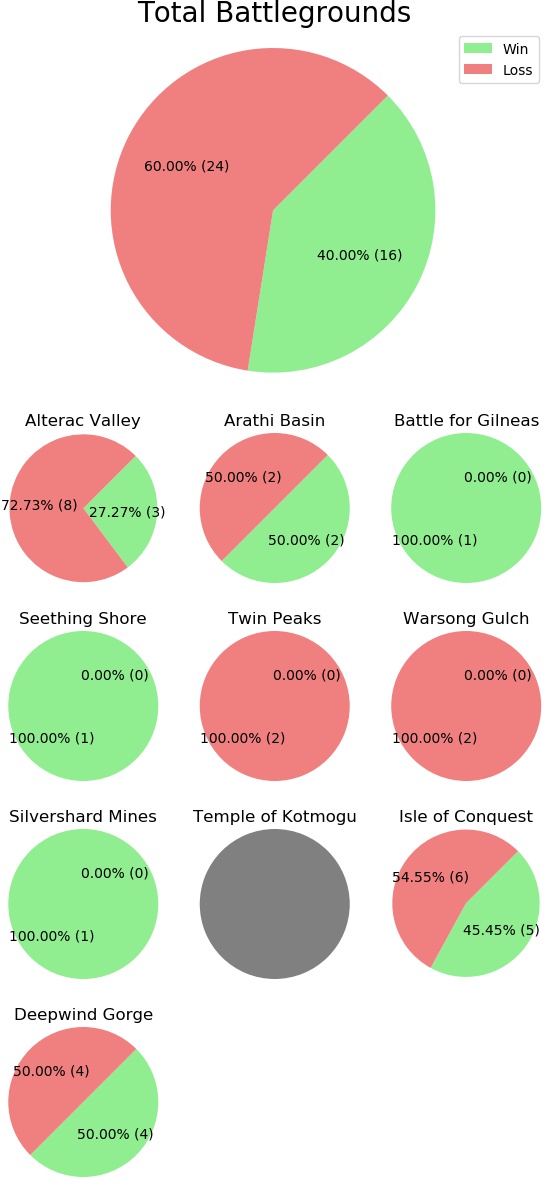 Total Battlegrounds
Win
Loss
60.00% (24)
40.00% (16)
Alterac Valley
Arathi Basin
Battle for Gilneas
72.73% (8)
27.27% (3)
50.00% (2)
50.00% (2)
0.00% (0)
100.00% (1)
Seething Shore
Twin Peaks
Warsong Gulch
0.00% (0)
100.00% (1)
0.00% (0)
100.00% (2)
0.00% (0)
100.00% (2)
Silvershard Mines
Temple of Kotmogu
Isle of Conquest
0.00% (0)
100.00% (1)
54.55% (6)
45.45% (5)
Deepwind Gorge
50.00% (4)
50.00% (4)